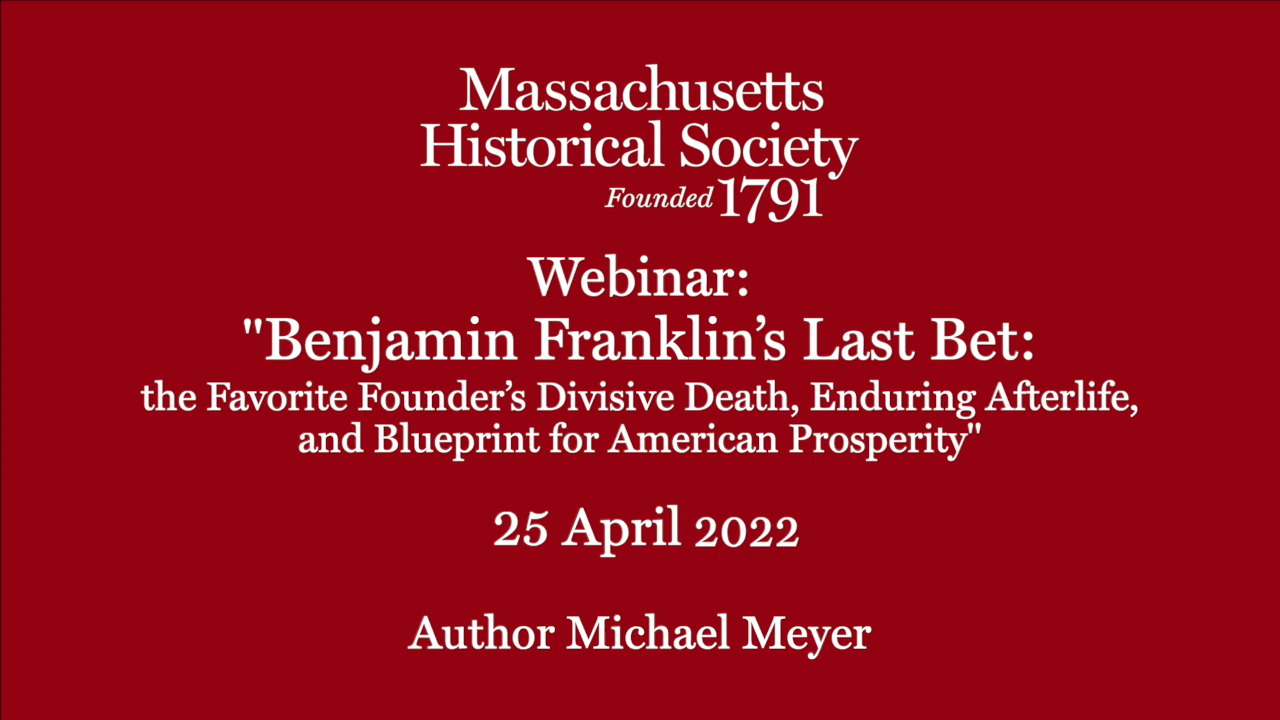 Massachusetts
Historical Society
Founded 1791
Webinar:
"Benjamin Franklin’s Last Bet:
the Favorite Founder’s Divisive Death, Enduring Afterlife,
and Blueprint for American Prosperity"
25 April 2022
Author Michael Meyer